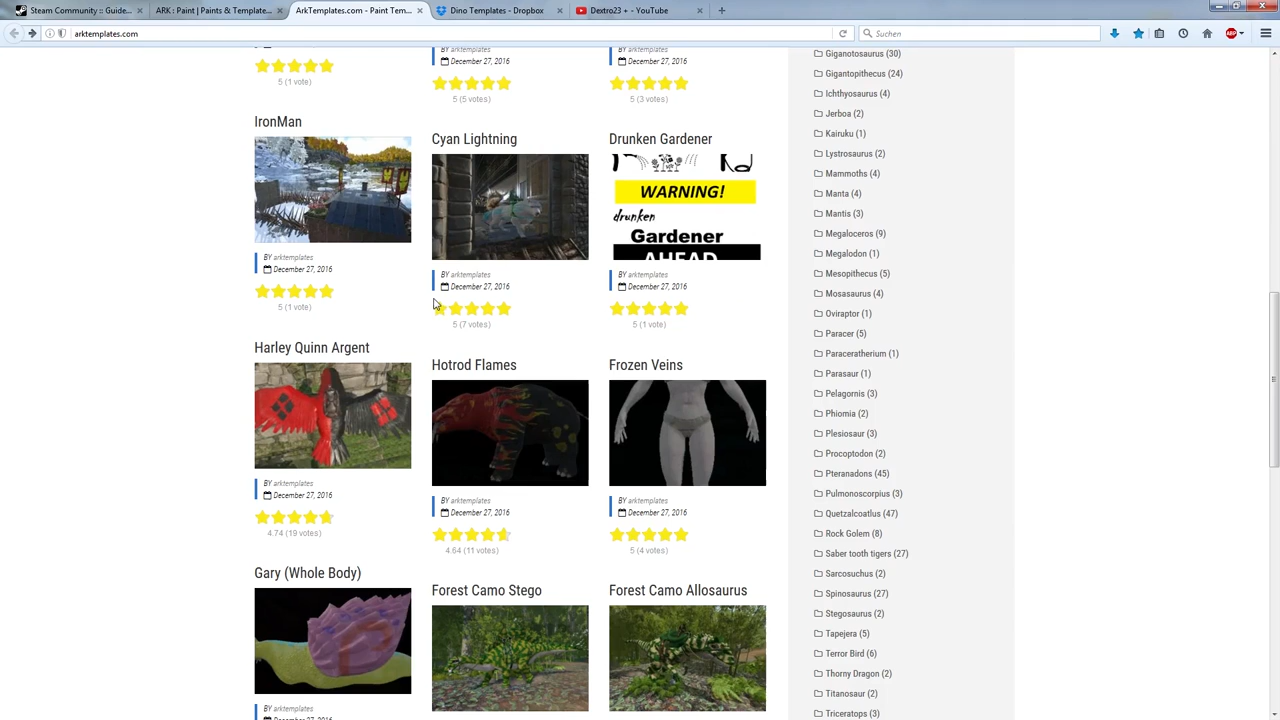 Steam Community :: Guide...
ARK : Paint | Paints & Template...
ArkTemplates.com - Paint Tem...
Dino Templates - Dropbox
Dextro23 + - YouTube
arktemplates.com
Suchen
ABP
BY arktemplates
BY arktemplates
December 27, 2016
December 27, 2016
5 (1 vote)
5 (5 votes)
5 (3 votes)
IronMan
Cyan Lightning
Drunken Gardener
WARNING!
drunken
Gardener
AHEAD
BY arktemplates
December 27, 2016
5 (1 vote)
BY arktemplates
December 27, 2016
5 (7 votes)
BY arktemplates
December 27, 2016
5 (1 vote)
Harley Quinn Argent
Hotrod Flames
Frozen Veins
BY arktemplates
December 27, 2016
4.74 (19 votes)
BY arktemplates
December 27, 2016
4.64 (11 votes)
BY arktemplates
December 27, 2016
5 (4 votes)
Gary (Whole Body)
Forest Camo Stego
Forest Camo Allosaurus
BY arktemplates
December 27, 2016
Giganotosaurus (30)
Gigantopithecus (24)
Ichthyosaurus (4)
Jerboa (2)
Kairuku (1)
Lystrosaurus (2)
Mammoths (4)
Manta (4)
Mantis (3)
Megaloceros (9)
Megalodon (1)
Mesopithecus (5)
Mosasaurus (4)
Oviraptor (1)
Paracer (5)
Paraceratherium (1)
Parasaur (1)
Pelagornis (3)
Phiomia (2)
Plesiosaur (3)
Procoptodon (2)
Pteranadons (45)
Pulmonoscorpius (3)
Quetzalcoatlus (47)
Rock Golem (8)
Saber tooth tigers (27)
Sarcosuchus (2)
Spinosaurus (27)
Stegosaurus (2)
Tapejera (5)
Terror Bird (6)
Thorny Dragon (2)
Titanosaur (2)
Triceratops (3)